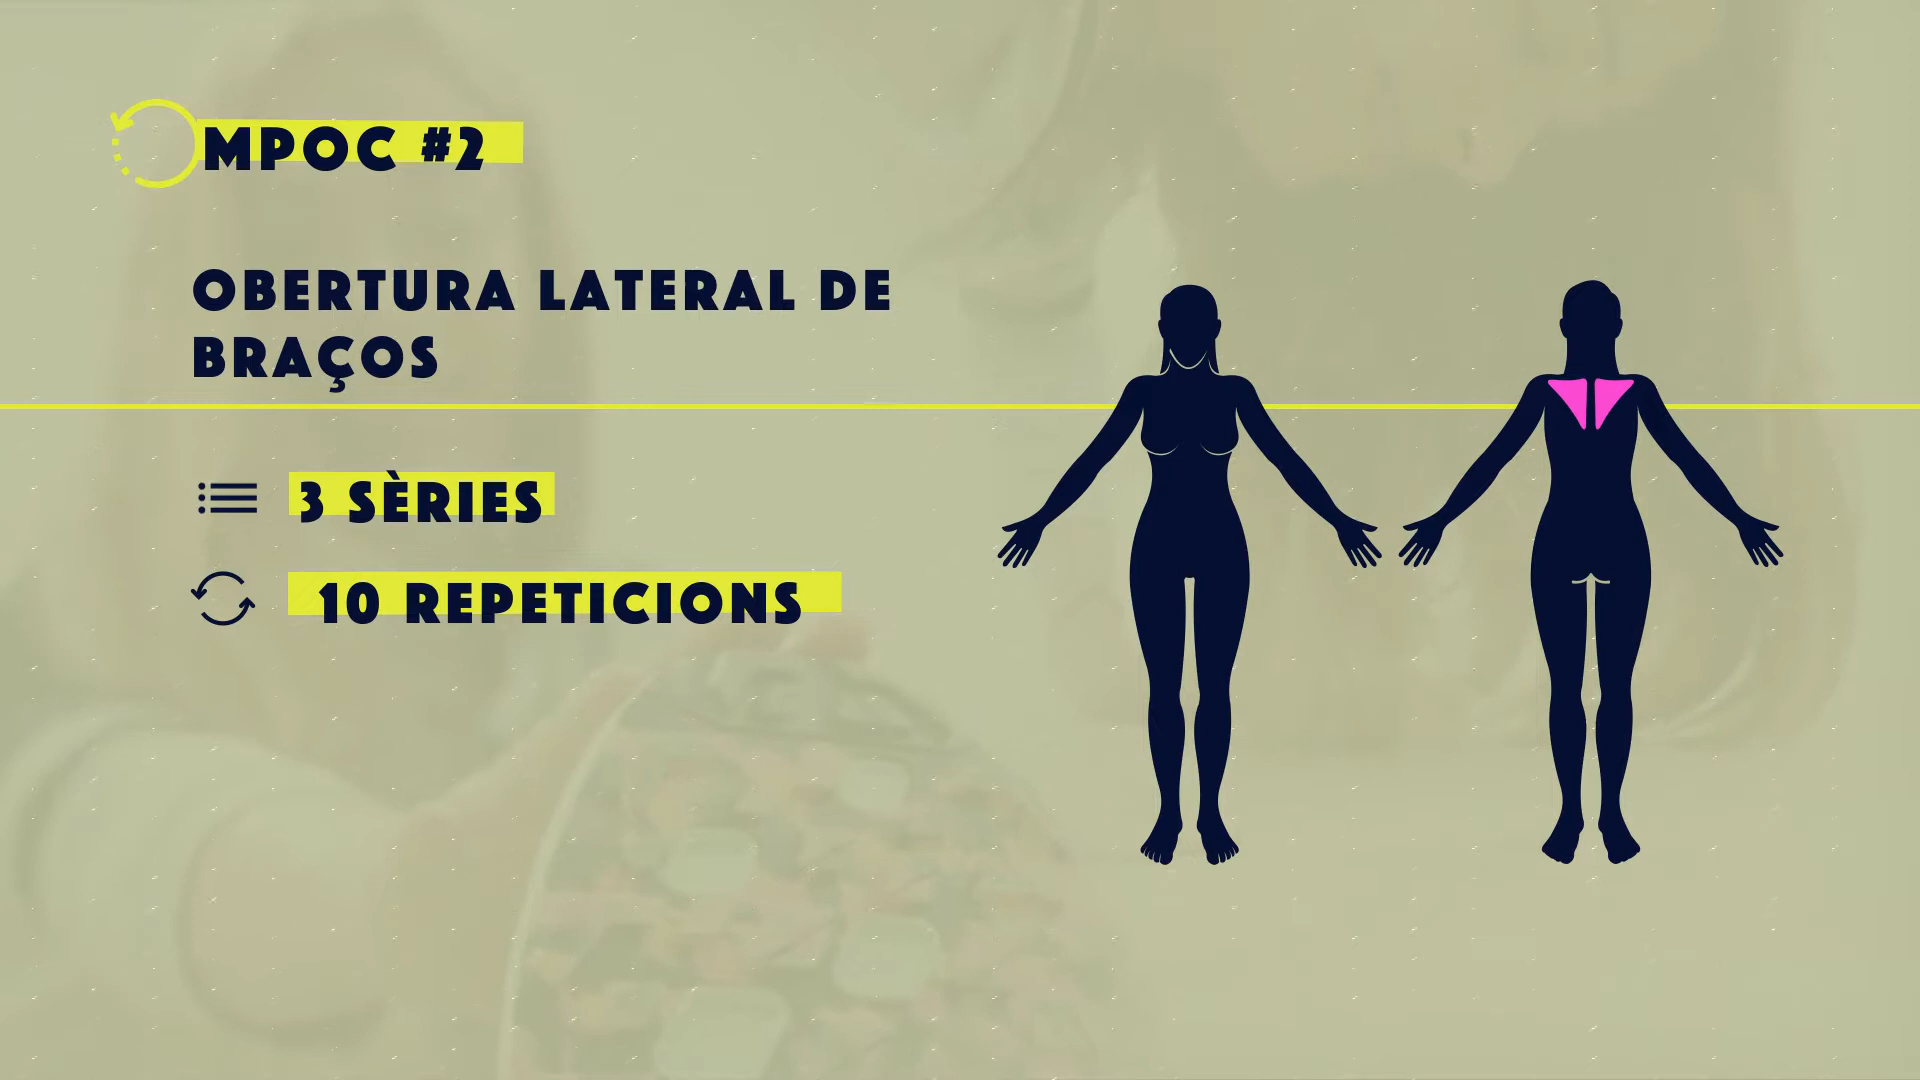 MPOC #2
OBERTURA LATERAL DE
BRAÇOS
3 SÈRIES
10 REPETICIONS